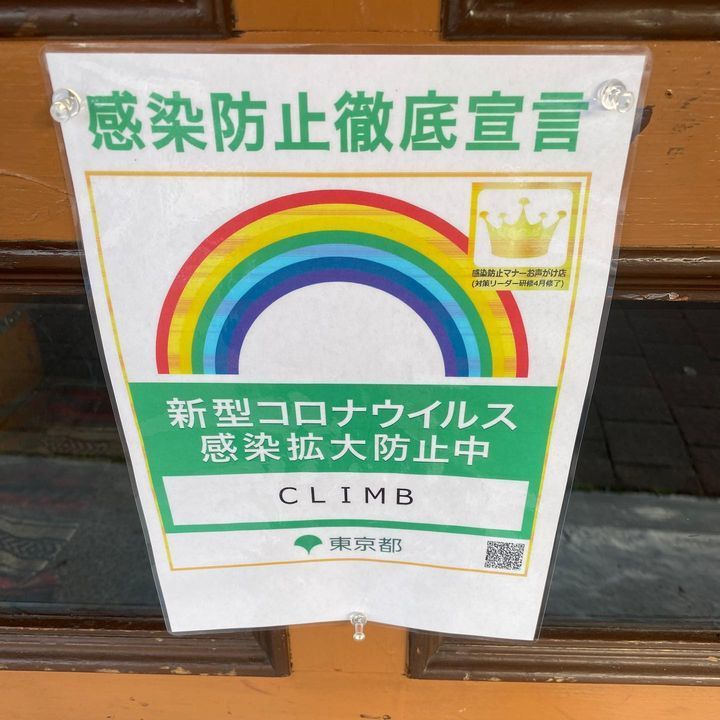 感染防止徹底宣言
感染防止マナーお声がけ店
(対策リーダー研修4月修了)
新型コロナウイルス
感染拡大防止中
CLIMB
東京都